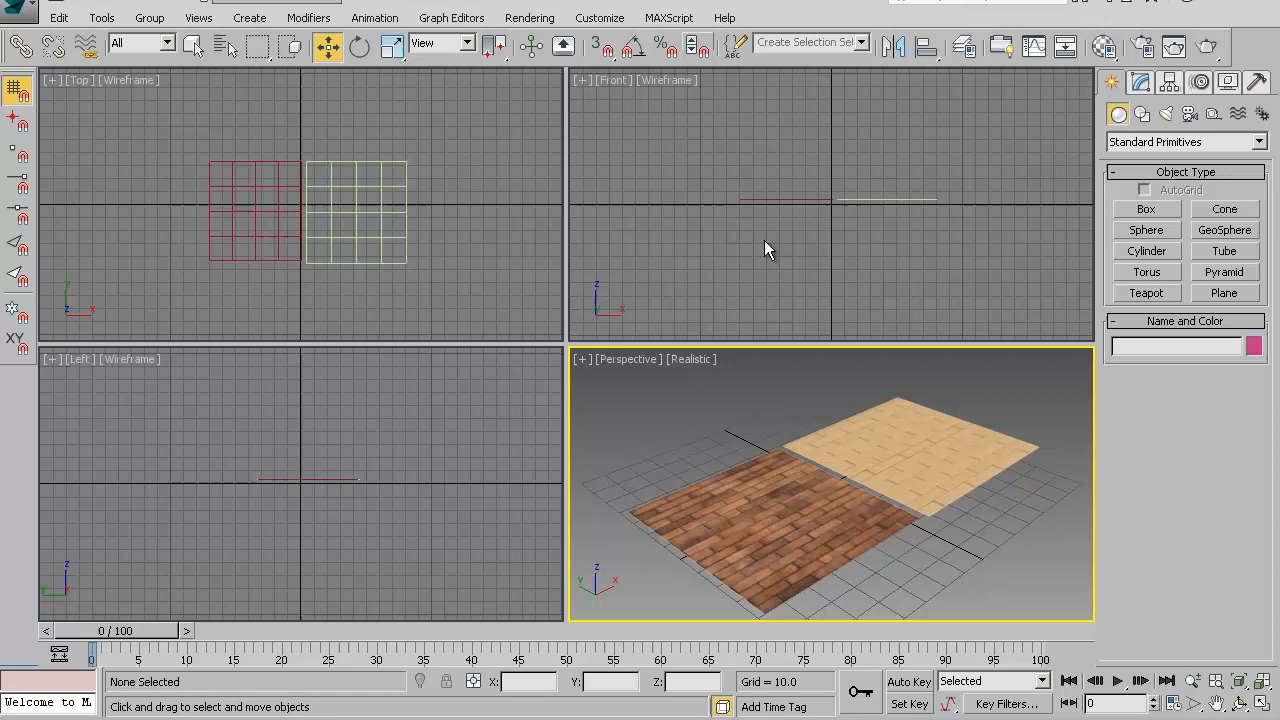 Edit Tools Group Views Create Modifiers Animation Graph Editors Rendering Customize MAXScript Help
All View 3 Create Selection Sel
[+] [Top] [Wireframe] [+] [Front] [Wireframe]
Standard Primitives
- Object Type
AutoGrid
Box Cone
Sphere GeoSphere
Cylinder Tube
Torus Pyramid
Teapot Plane
- Name and Color
XY
y z x
z y x
[+] [Left] [Wireframe] [+] [Perspective] [Realistic]
z y x
z y x
< 0 / 100 >
0 5 10 15 20 25 30 35 40 45 50 55 60 65 70 75 80 85 90 95 100
None Selected X: Y: Z: Grid = 10.0 Auto Key Selected
Welcome to M Click and drag to select and move objects Add Time Tag Set Key Key Filters... 0